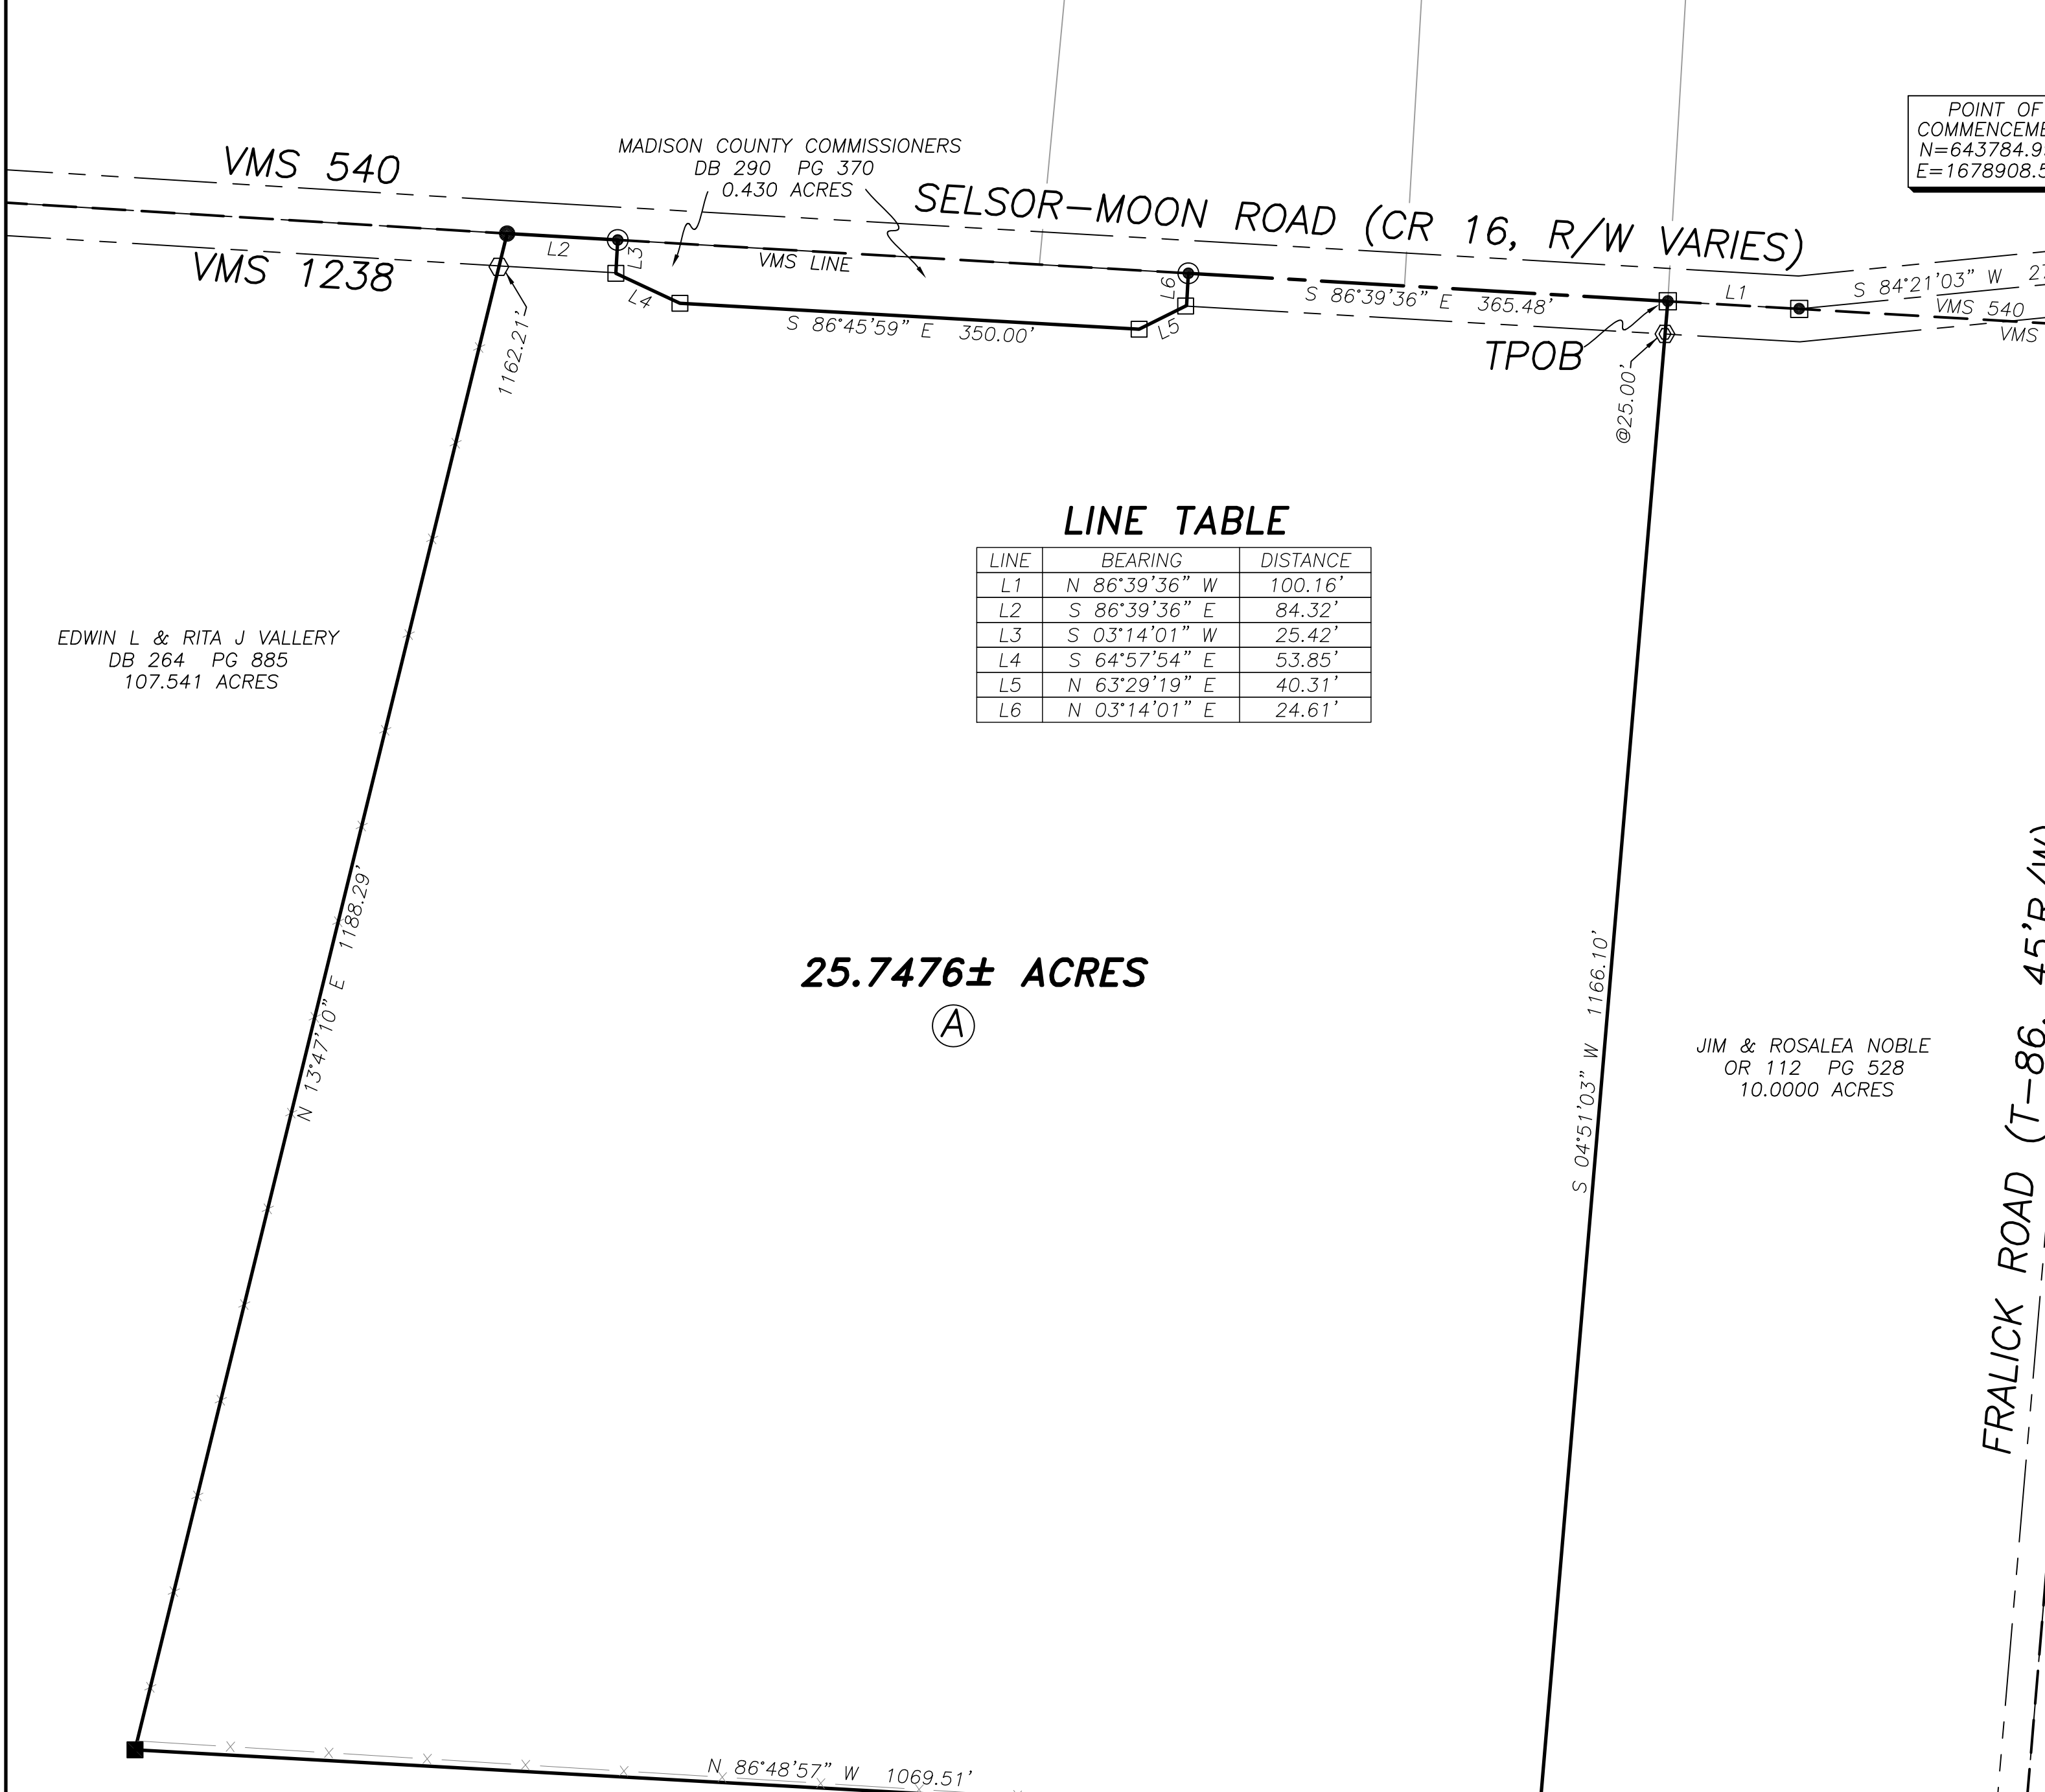 POINT OF
N=643784.9
E=1678908.5
MADISON COUNTY COMMISSIONERS
DB 290 PG 370
0.430 ACRES
VMS 540
SELSOR-MOON ROAD (CR 16, R/W VARIES)
VMS 1238
L2
L3
L4
VMS LINE
L6
L5
S 86°45'59" E 350.00'
S 86°39'36" E 365.48'
L1
S 84°21'03" W
VMS 540
VMS
TPOB
1162.21'
@25.00'
LINE TABLE
LINE BEARING DISTANCE
L1 N 86°39'36" W 100.16'
L2 S 86°39'36" E 84.32'
L3 S 03°14'01" W 25.42'
L4 S 64°57'54" E 53.85'
L5 N 63°29'19" E 40.31'
L6 N 03°14'01" E 24.61'
EDWIN L & RITA J VALLERY
DB 264 PG 885
107.541 ACRES
N 13°47'10" E 1188.29'
25.7476± ACRES
A
S 04°51'03" W 1166.10'
JIM & ROSALEA NOBLE
OR 112 PG 528
10.0000 ACRES
FRALICK ROAD (T-86, 45'R/W)
N 86°48'57" W 1069.51'